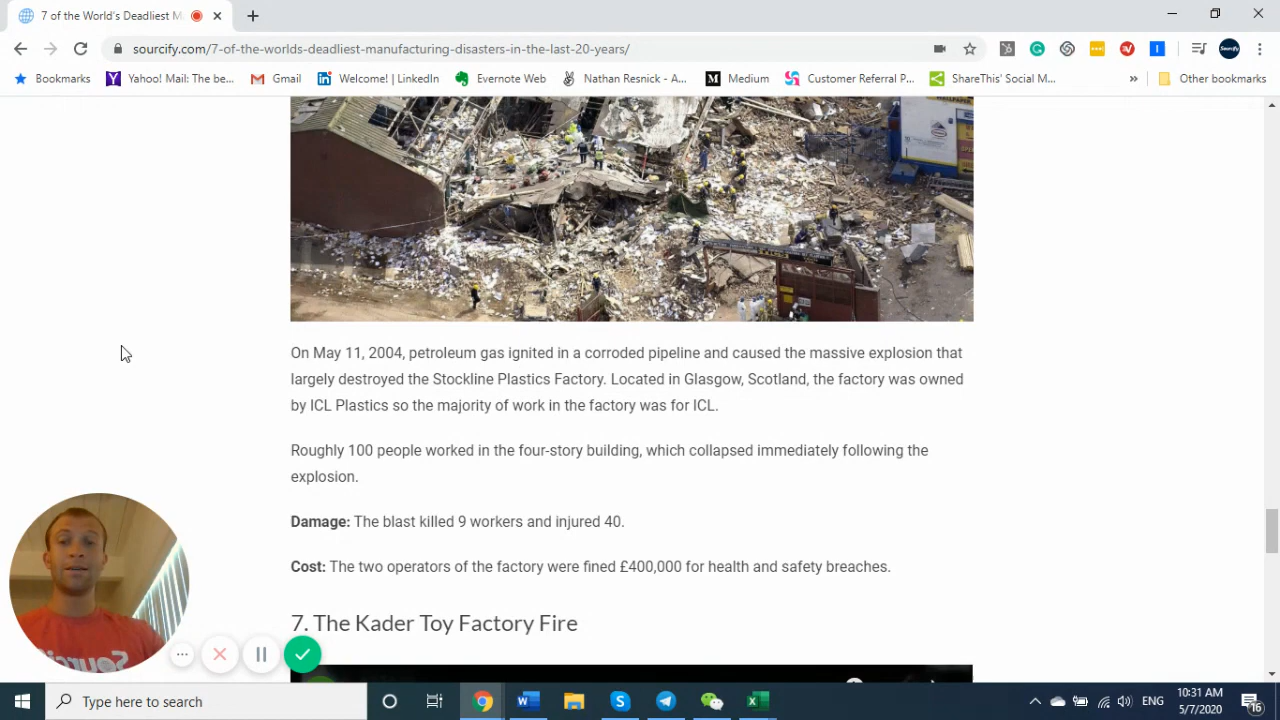 7 of the World's Deadliest M
sourcify.com/7-of-the-worlds-deadliest-manufacturing-disasters-in-the-last-20-years/
Bookmarks
Yahoo! Mail: The be...
Gmail
Welcome! | LinkedIn
Evernote Web
Nathan Resnick - A...
Medium
Customer Referral P...
ShareThis' Social M...
»
Other bookmarks
On May 11, 2004, petroleum gas ignited in a corroded pipeline and caused the massive explosion that
largely destroyed the Stockline Plastics Factory. Located in Glasgow, Scotland, the factory was owned
by ICL Plastics so the majority of work in the factory was for ICL.
Roughly 100 people worked in the four-story building, which collapsed immediately following the
explosion.
Damage: The blast killed 9 workers and injured 40.
Cost: The two operators of the factory were fined £400,000 for health and safety breaches.
7. The Kader Toy Factory Fire
Type here to search
ENG
10:31 AM
5/7/2020
16